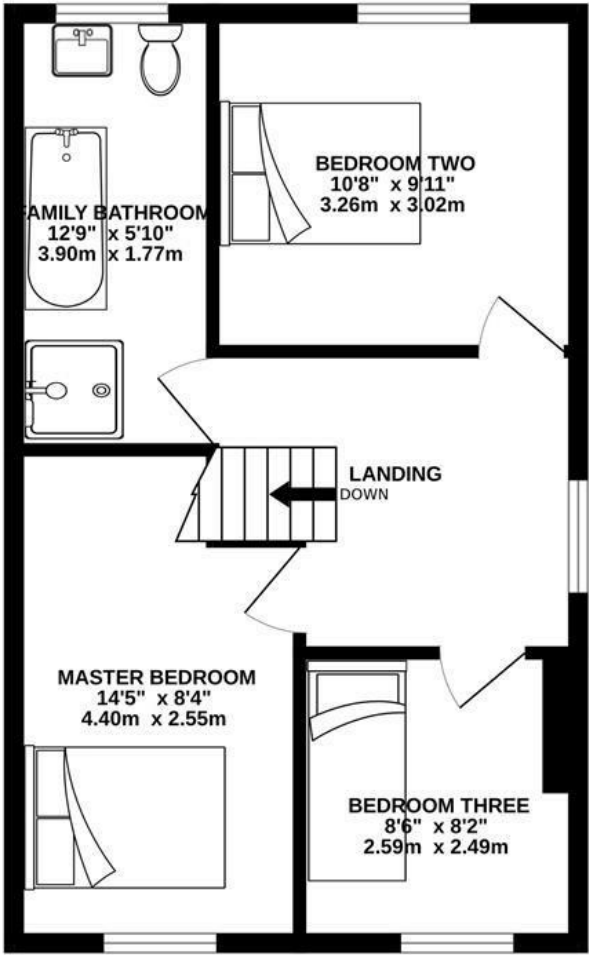 BEDROOM TWO
10'8" x 9'11"
3.26m x 3.02m
FAMILY BATHROOM
12'9" x 5'10"
3.90m x 1.77m
LANDING
DOWN
MASTER BEDROOM
14'5" x 8'4"
4.40m x 2.55m
BEDROOM THREE
8'6" x 8'2"
2.59m x 2.49m